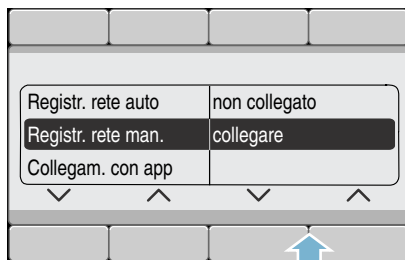 Registr. rete auto non collegato
Registr. rete man. collegare
Collegam. con app